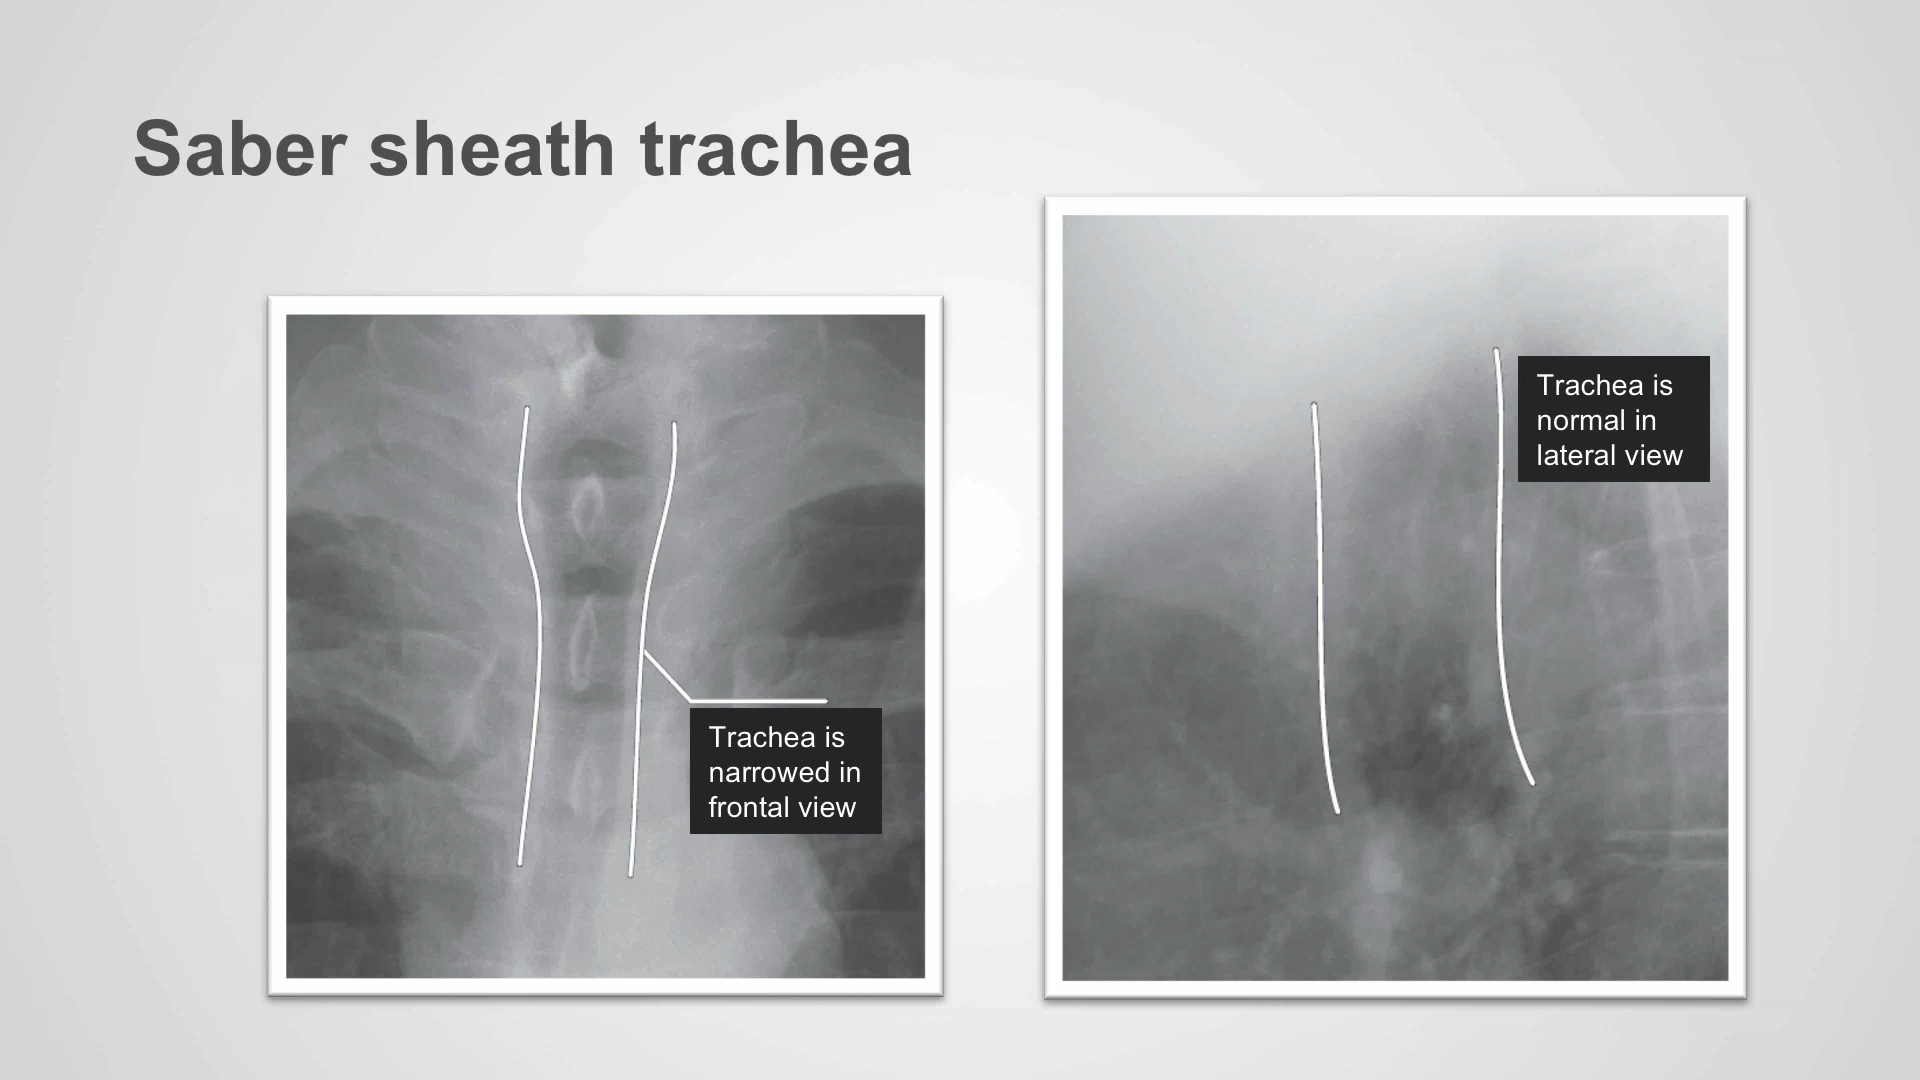 Saber sheath trachea
Trachea is
narrowed in
frontal view
Trachea is
normal in
lateral view